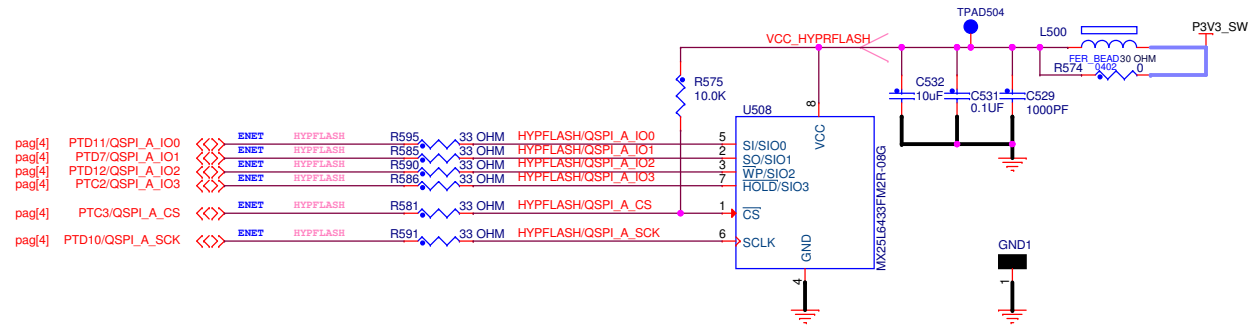 TPAD504
P3V3_SW
L500
VCC_HYPRFLASH
FER_BEAD30 OHM
R574 0402 0
R575
10.0K
C532
10uF
C531
0.1UF
C529
1000PF
U508
8
VCC
pag[4] PTD11/QSPI_A_IO0 ENET HYPFLASH R595 33 OHM HYPFLASH/QSPI_A_IO0 5 SI/SIO0
pag[4] PTD7/QSPI_A_IO1 ENET HYPFLASH R585 33 OHM HYPFLASH/QSPI_A_IO1 2 SO/SIO1
pag[4] PTD12/QSPI_A_IO2 ENET HYPFLASH R590 33 OHM HYPFLASH/QSPI_A_IO2 3 WP/SIO2
pag[4] PTC2/QSPI_A_IO3 ENET HYPFLASH R586 33 OHM HYPFLASH/QSPI_A_IO3 7 HOLD/SIO3
pag[4] PTC3/QSPI_A_CS ENET HYPFLASH R581 33 OHM HYPFLASH/QSPI_A_CS 1 CS
pag[4] PTD10/QSPI_A_SCK ENET HYPFLASH R591 33 OHM HYPFLASH/QSPI_A_SCK 6 SCLK
GND
4
MX25L6433FM2R-08G
GND1
1